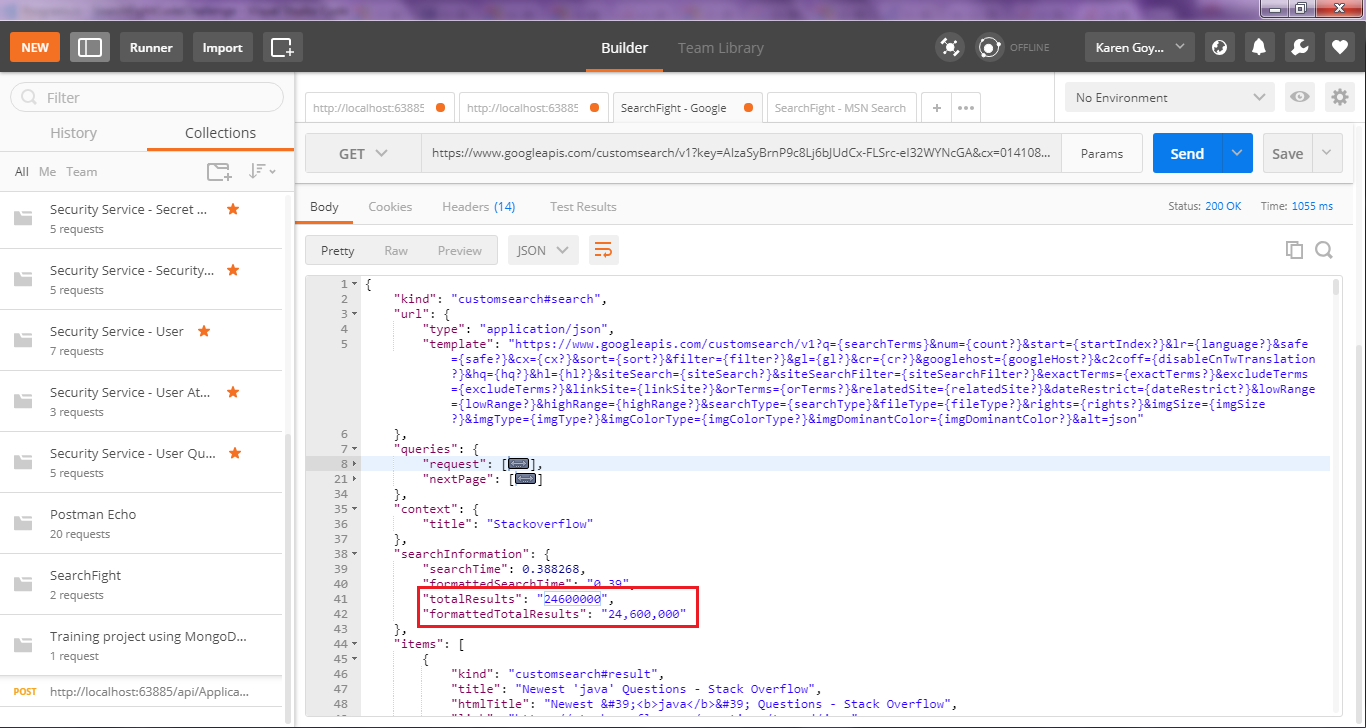 NEW
Runner
Import
Builder
Team Library
OFFLINE
Karen Goy...
Filter
History
Collections
All Me Team
Security Service - Secret ...
5 requests
Security Service - Security...
5 requests
Security Service - User
7 requests
Security Service - User At...
3 requests
Security Service - User Qu...
5 requests
Postman Echo
20 requests
SearchFight
2 requests
Training project using MongoD...
1 request
POST http://localhost:63885/api/Applica...
http://localhost:63885
http://localhost:63885
SearchFight - Google
SearchFight - MSN Search
+
•••
No Environment
GET
https://www.googleapis.com/customsearch/v1?key=AIzaSyBrnP9c8Lj6bJUdCx-FLSrc-eI32WYNcGA&cx=014108...
Params
Send
Save
Body
Cookies
Headers (14)
Test Results
Status: 200 OK
Time: 1055 ms
Pretty
Raw
Preview
JSON
1 {
2 "kind": "customsearch#search",
3 "url": {
4 "type": "application/json",
5 "template": "https://www.googleapis.com/customsearch/v1?q={searchTerms}&num={count?}&start={startIndex?}&lr={language?}&safe
={safe?}&cx={cx?}&sort={sort?}&filter={filter?}&gl={gl?}&cr={cr?}&googlehost={googleHost?}&c2coff={disableCnTwTranslation
?}&hq={hq?}&hl={hl?}&siteSearch={siteSearch?}&siteSearchFilter={siteSearchFilter?}&exactTerms={exactTerms?}&excludeTerms
={excludeTerms?}&linkSite={linkSite?}&orTerms={orTerms?}&relatedSite={relatedSite?}&dateRestrict={dateRestrict?}&lowRange
={lowRange?}&highRange={highRange?}&searchType={searchType}&fileType={fileType?}&rights={rights?}&imgSize={imgSize
?}&imgType={imgType?}&imgColorType={imgColorType?}&imgDominantColor={imgDominantColor?}&alt=json"
6 },
7 "queries": {
8 "request": [],
21 "nextPage": []
34 },
35 "context": {
36 "title": "Stackoverflow"
37 },
38 "searchInformation": {
39 "searchTime": 0.388268,
40 "formattedSearchTime": "0.39",
41 "totalResults": "24600000",
42 "formattedTotalResults": "24,600,000"
43 },
44 "items": [
45 {
46 "kind": "customsearch#result",
47 "title": "Newest 'java' Questions - Stack Overflow",
48 "htmlTitle": "Newest &#39;<b>java</b>&#39; Questions - Stack Overflow",